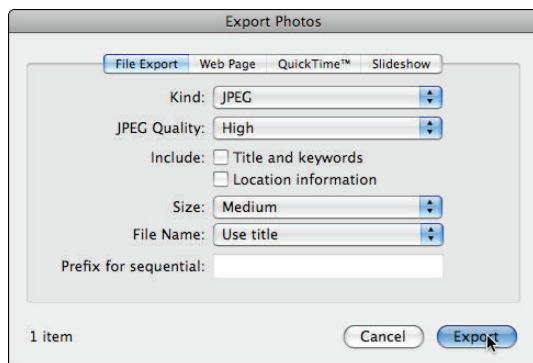 Export Photos
File Export Web Page QuickTime™ Slideshow
Kind: JPEG
JPEG Quality: High
Include: Title and keywords
Location information
Size: Medium
File Name: Use title
Prefix for sequential:
1 item Cancel Export